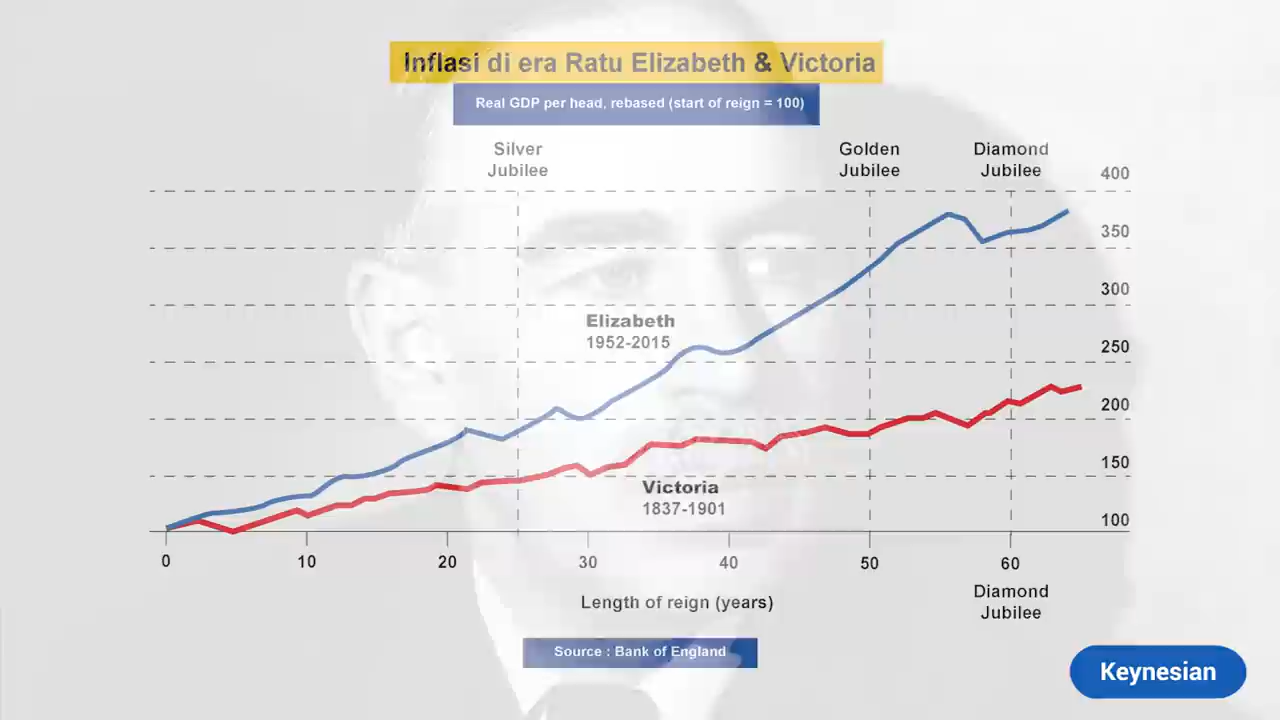 Inflasi di era Ratu Elizabeth & Victoria
Real GDP per head, rebased (start of reign = 100)
Silver
Jubilee
Golden
Jubilee
Diamond
Jubilee
400
350
300
250
200
150
100
Elizabeth
1952-2015
Victoria
1837-1901
0 10 20 30 40 50 60
Diamond
Jubilee
Length of reign (years)
Source : Bank of England
Keynesian